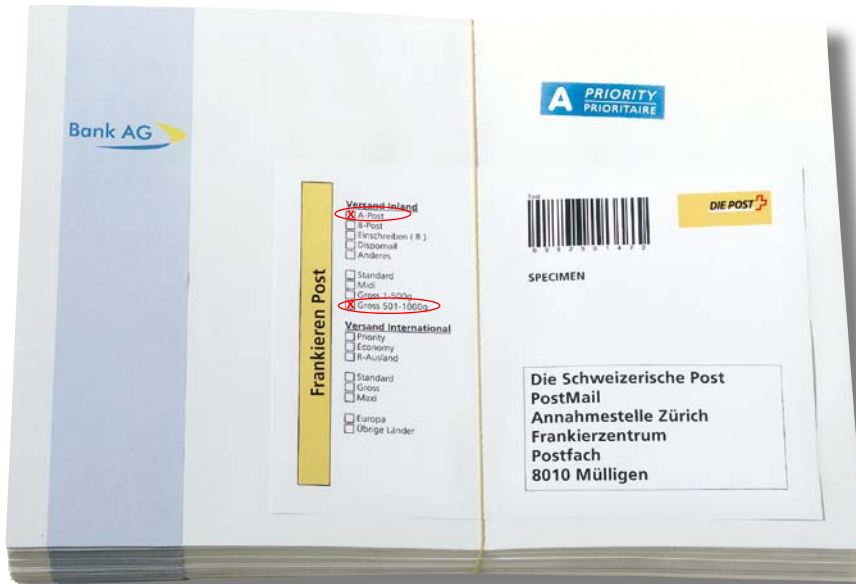 Bank AG
A PRIORITY
PRIORITAIRE
Frankieren Post
Versand Inland
X A-Post
B-Post
Einschreiben ( R )
Dispomail
Anderes
Standard
Midi
Gross 1-500g
X Gross 501-1000g
Versand International
Priority
Economy
R-Ausland
Standard
Gross
Maxi
Europa
Übrige Länder
DIE POST
SPECIMEN
Die Schweizerische Post
PostMail
Annahmestelle Zürich
Frankierzentrum
Postfach
8010 Mülligen